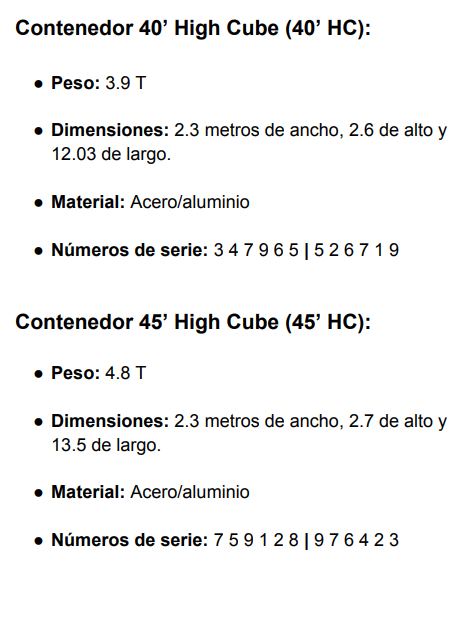 Contenedor 40’ High Cube (40’ HC):
● Peso: 3.9 T
● Dimensiones: 2.3 metros de ancho, 2.6 de alto y
12.03 de largo.
● Material: Acero/aluminio
● Números de serie: 3 4 7 9 6 5 | 5 2 6 7 1 9
Contenedor 45’ High Cube (45’ HC):
● Peso: 4.8 T
● Dimensiones: 2.3 metros de ancho, 2.7 de alto y
13.5 de largo.
● Material: Acero/aluminio
● Números de serie: 7 5 9 1 2 8 | 9 7 6 4 2 3